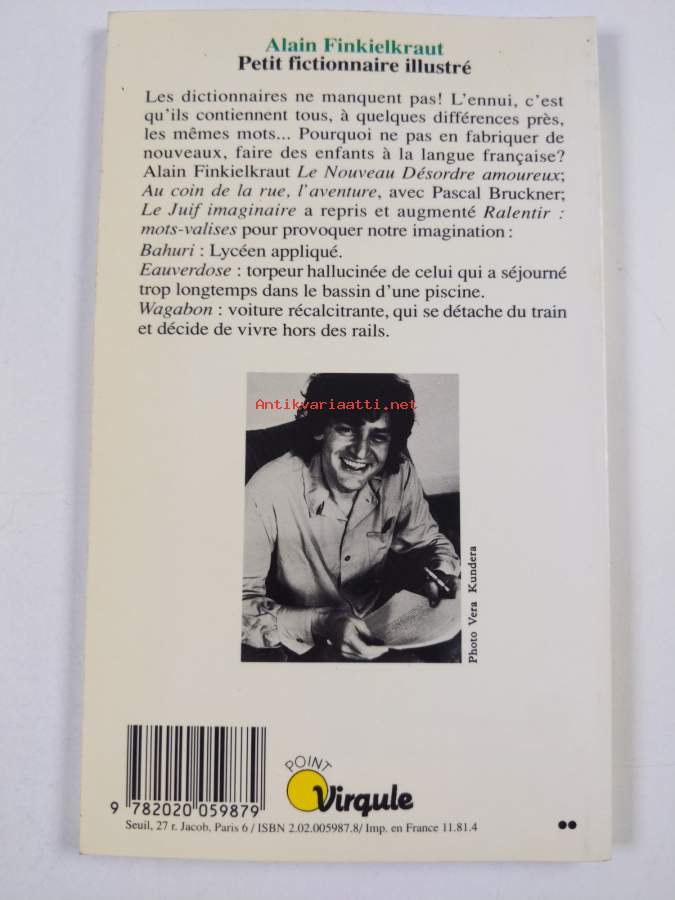 Alain Finkielkraut
Petit fictionnaire illustré
Les dictionnaires ne manquent pas! L'ennui, c'est
qu'ils contiennent tous, à quelques différences près,
les mêmes mots... Pourquoi ne pas en fabriquer de
nouveaux, faire des enfants à la langue française?
Alain Finkielkraut Le Nouveau Désordre amoureux;
Au coin de la rue, l'aventure, avec Pascal Bruckner;
Le Juif imaginaire a repris et augmenté Ralentir :
mots-valises pour provoquer notre imagination :
Bahuri : Lycéen appliqué.
Eauverdose : torpeur hallucinée de celui qui a séjourné
trop longtemps dans le bassin d'une piscine.
Wagabon : voiture récalcitrante, qui se détache du train
et décide de vivre hors des rails.
Antikvariaatti.net
Photo Vera Kundera
POINT
Virgule
9 782020 059879
Seuil, 27 r. Jacob, Paris 6 / ISBN 2.02.005987.8/ Imp. en France 11.81.4